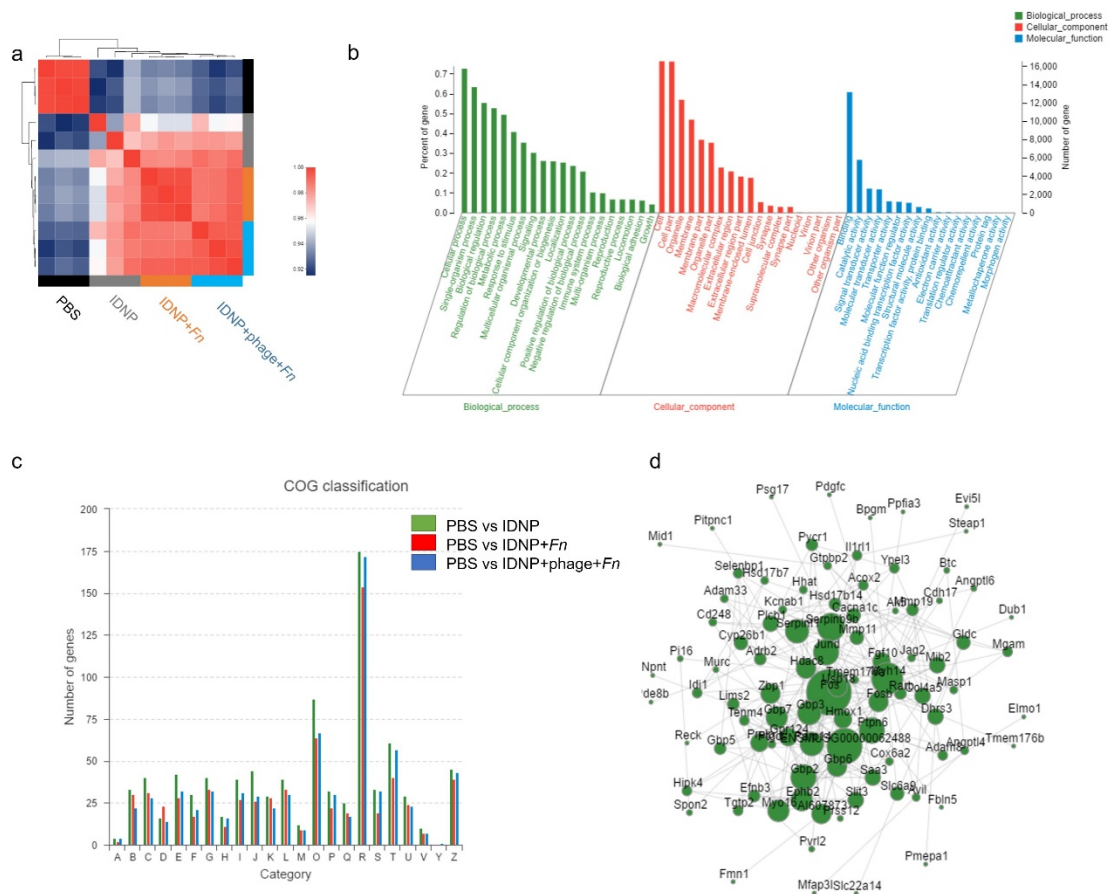 a
1.00
0.98
0.96
0.94
0.92
PBS
IDNP
IDNP+Fn
IDNP+phage+Fn
b
Biological_process
Cellular_component
Molecular_function
Percent of gene
0.7
0.6
0.5
0.4
0.3
0.2
0.1
0.0
16,000
14,000
12,000
10,000
8,000
6,000
4,000
2,000
0
Number of gene
Cellular process
Single-organism process
Biological regulation
Regulation of biological process
Metabolic process
Response to stimulus
Multicellular organismal process
Signaling
Developmental process
Cellular component organization or biogenesis
Localization
Positive regulation of biological process
Negative regulation of biological process
Immune system process
Multi-organism process
Reproduction
Reproductive process
Locomotion
Biological adhesion
Growth
Cell
Cell part
Organelle
Membrane
Membrane part
Organelle part
Macromolecular complex
Extracellular region
Extracellular region part
Membrane-enclosed lumen
Cell junction
Synapse
Supramolecular complex
Synapse part
Nucleoid
Virion
Virion part
Other organism
Other organism part
Binding
Catalytic activity
Signal transducer activity
Molecular transducer activity
Transporter activity
Molecular function regulator
Nucleic acid binding transcription factor activity
Structural molecule activity
Transcription factor activity, protein binding
Antioxidant activity
Electron carrier activity
Translation regulator activity
Chemoattractant activity
Chemorepellent activity
Protein tag
Metallochaperone activity
Morphogen activity
Biological_process
Cellular_component
Molecular_function
c
COG classification
PBS vs IDNP
PBS vs IDNP+Fn
PBS vs IDNP+phage+Fn
Number of genes
200
175
150
125
100
75
50
25
0
A B C D E F G H I J K L M O P Q R S T U V Y Z
Category
d
Psg17
Pdgfc
Bpgm
Ppfia3
Evi5l
Steap1
Pitpnc1
Mid1
Pycr1
Il1rl1
Gtpbp2
Ypel3
Selenbp1
Hsd17b7
Hhat
Acox2
Btc
Angptl6
Adam33
Kcnab1
Hsd17b14
Cdh17
Cacna1c
Mmp19
Dub1
Cd248
Plcb1
Serpinb9b
Mmp11
Gldc
Cyp26b1
Jund
Mgam
Pi16
Adrb2
Hdac8
Fgf10
Jag2
Mib2
Npnt
Murc
Masp1
Idi1
Zbp1
Fos
Col4a5
Lims2
Fosb
Elmo1
Gbp3
Hmox1
Dhrs3
Tenm4
Gbp7
Ptpn6
Reck
Gbp5
Gpr124
ENSMUSG00000062488
Angptl4
Tmem176b
Cox6a2
Gbp6
Hipk4
Gbp2
Saa3
Efnb3
Slc6a9
Avil
Fbln5
Spon2
Ephb2
Slit3
Tgtp2
Myo16
AI607873
Prss12
Pvrl2
Pmepa1
Fmn1
Mfap3l
Slc22a14